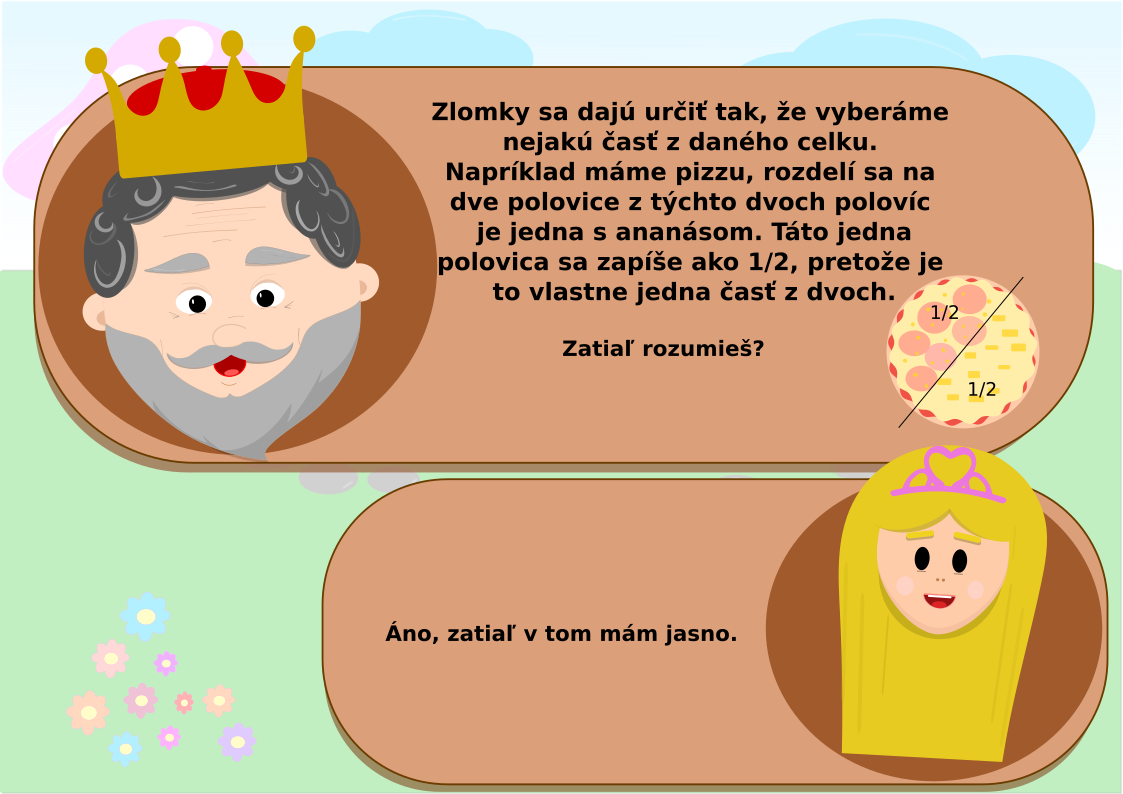 Zlomky sa dajú určiť tak, že vyberáme
nejakú časť z daného celku.
Napríklad máme pizzu, rozdelí sa na
dve polovice z týchto dvoch polovíc
je jedna s ananásom. Táto jedna
polovica sa zapíše ako 1/2, pretože je
to vlastne jedna časť z dvoch.
1/2
Zatiaľ rozumieš?
1/2
Áno, zatiaľ v tom mám jasno.